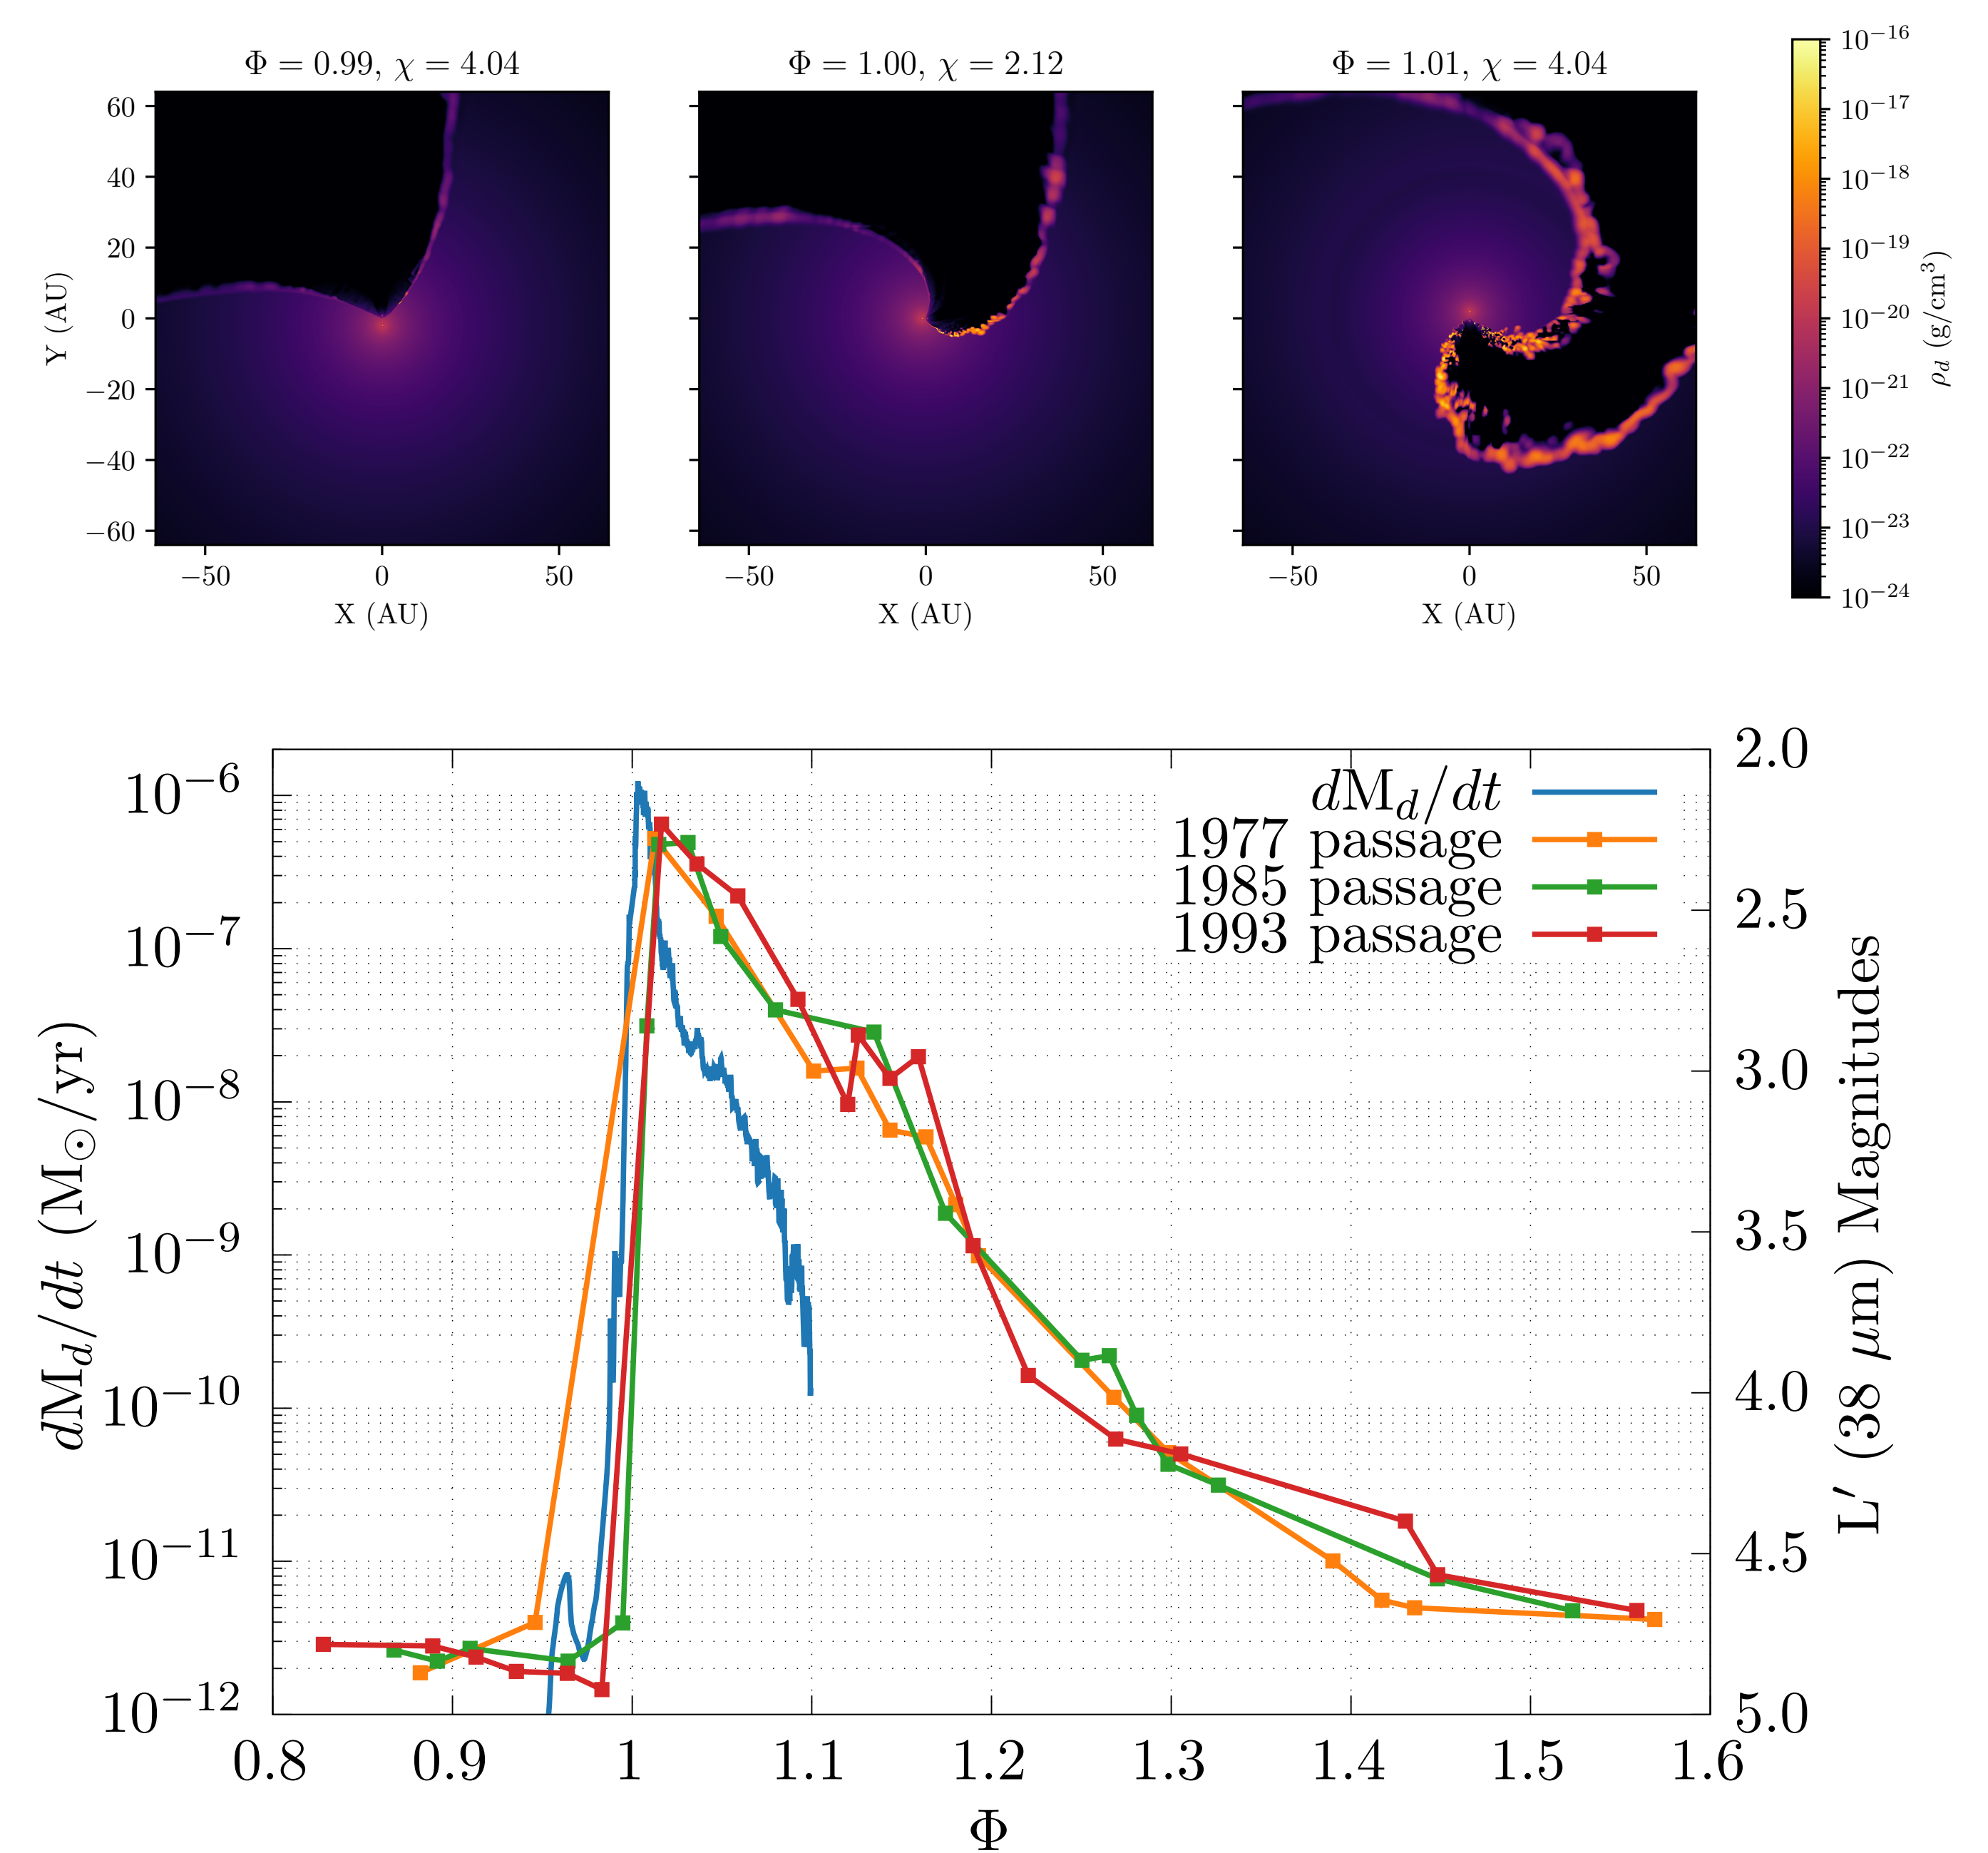 Φ = 0.99, χ = 4.04
Φ = 1.00, χ = 2.12
Φ = 1.01, χ = 4.04
60
40
20
0
−20
−40
−60
Y (AU)
−50 0 50
−50 0 50
−50 0 50
X (AU)
X (AU)
X (AU)
10⁻¹⁶
10⁻¹⁷
10⁻¹⁸
10⁻¹⁹
10⁻²⁰
10⁻²¹
10⁻²²
10⁻²³
10⁻²⁴
ρ_d (g/cm³)
dM_d/dt
1977 passage
1985 passage
1993 passage
10⁻⁶
10⁻⁷
10⁻⁸
10⁻⁹
10⁻¹⁰
10⁻¹¹
10⁻¹²
dM_d/dt (M⊙/yr)
2.0
2.5
3.0
3.5
4.0
4.5
5.0
L′ (38 μm) Magnitudes
0.8 0.9 1 1.1 1.2 1.3 1.4 1.5 1.6
Φ